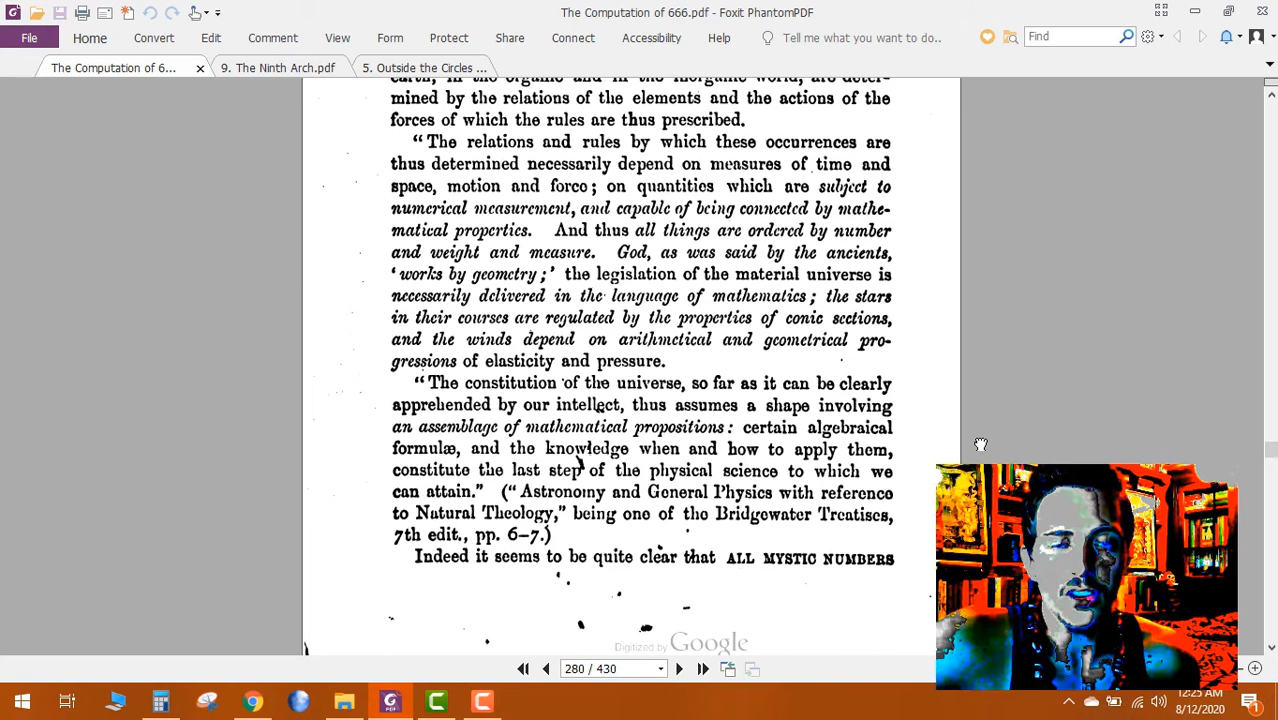 The Computation of 666.pdf - Foxit PhantomPDF
File Home Convert Edit Comment View Form Protect Share Connect Accessibility Help Tell me what you want to do.. Find
The Computation of 6... 9. The Ninth Arch.pdf 5. Outside the Circles ...
earth, in the organic and in the inorganic world, are deter-
mined by the relations of the elements and the actions of the
forces of which the rules are thus prescribed.
"The relations and rules by which these occurrences are
thus determined necessarily depend on measures of time and
space, motion and force; on quantities which are subject to
numerical measurement, and capable of being connected by mathe-
matical properties. And thus all things are ordered by number
and weight and measure. God, as was said by the ancients,
'works by geometry;' the legislation of the material universe is
necessarily delivered in the language of mathematics; the stars
in their courses are regulated by the properties of conic sections,
and the winds depend on arithmetical and geometrical pro-
gressions of elasticity and pressure.
"The constitution of the universe, so far as it can be clearly
apprehended by our intellect, thus assumes a shape involving
an assemblage of mathematical propositions: certain algebraical
formulæ, and the knowledge when and how to apply them,
constitute the last step of the physical science to which we
can attain." ("Astronomy and General Physics with reference
to Natural Theology," being one of the Bridgewater Treatises,
7th edit., pp. 6–7.)
Indeed it seems to be quite clear that ALL MYSTIC NUMBERS
Digitized by Google
280 / 430
12:25 AM
8/12/2020